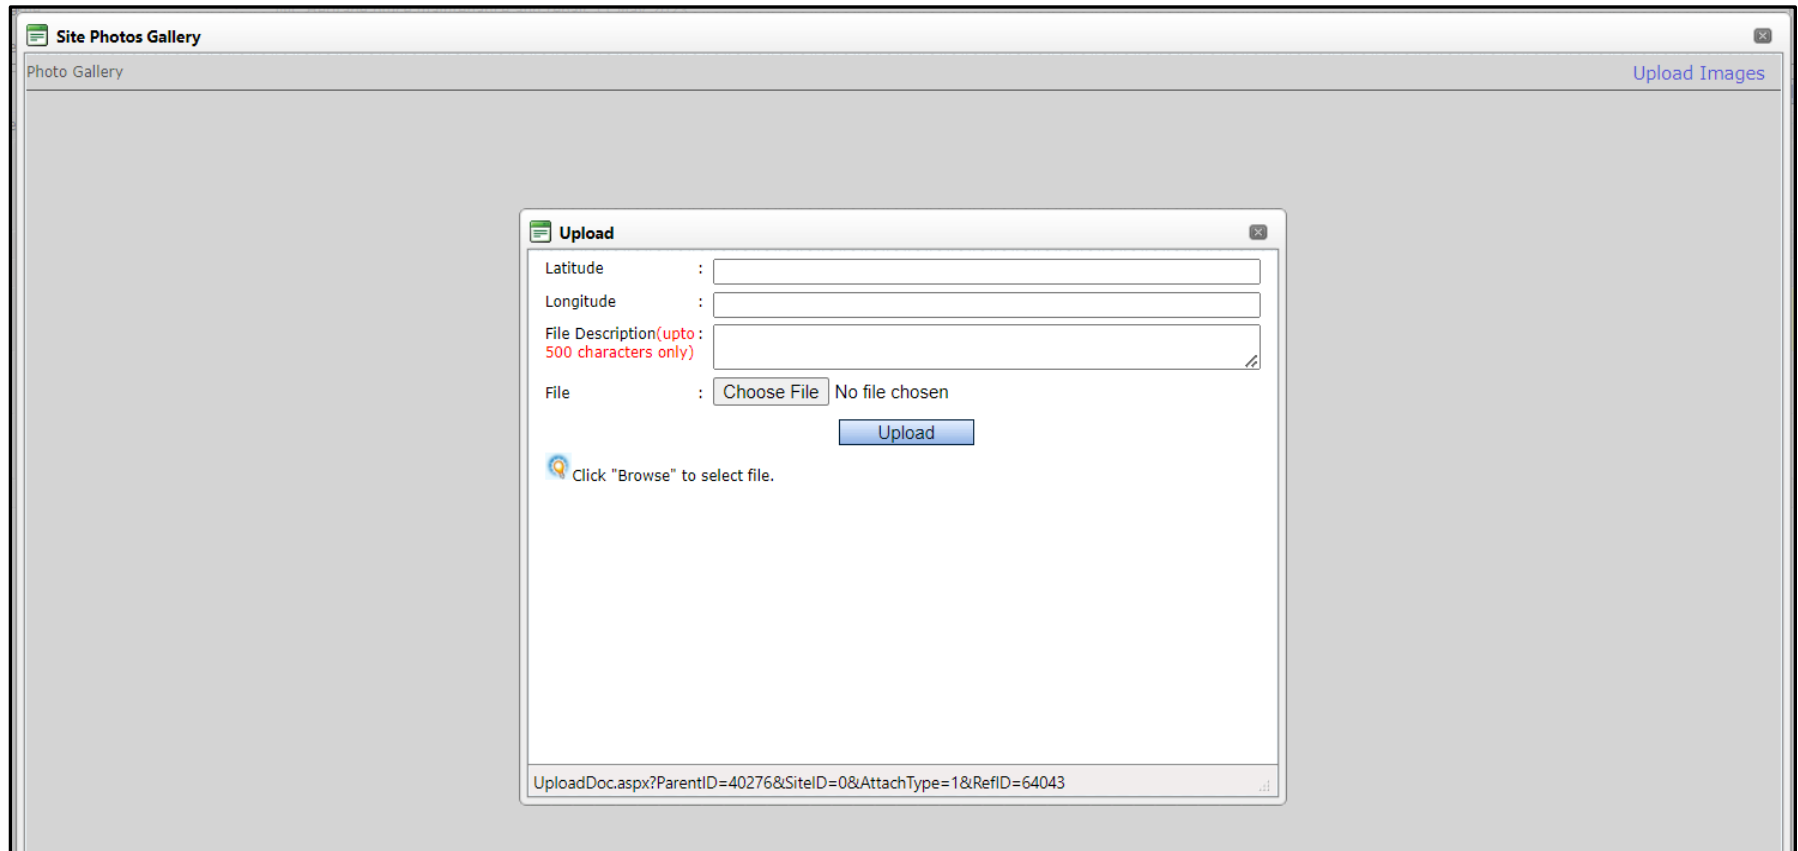 Site Photos Gallery
Photo Gallery
Upload Images
Upload
Latitude :
Longitude :
File Description(upto :
500 characters only)
File : Choose File No file chosen
Upload
Click "Browse" to select file.
UploadDoc.aspx?ParentID=40276&SiteID=0&AttachType=1&RefID=64043